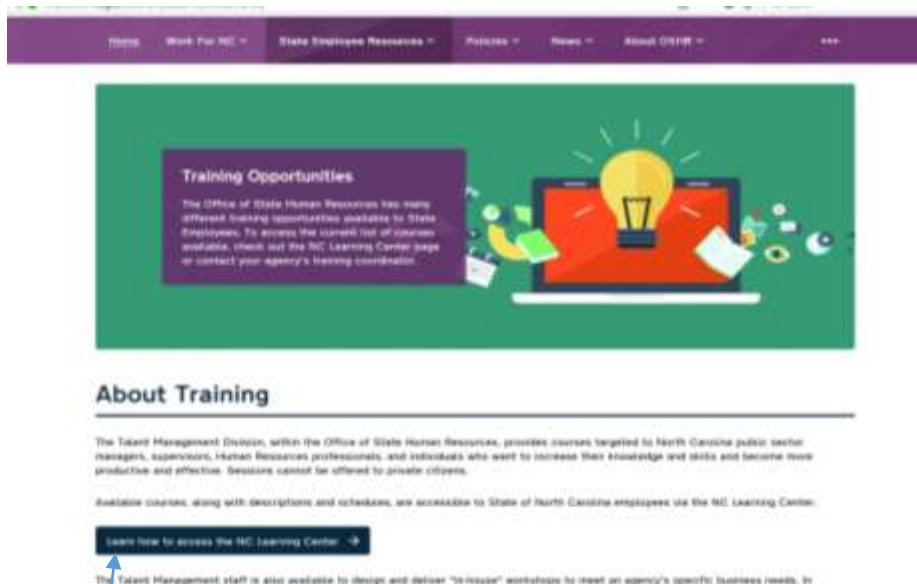 Home Work For NC State Employee Resources Policies News About OSHR
Training Opportunities
The Office of State Human Resources has many
different training opportunities available to State
Employees. To access the current list of courses
available, check out the NC Learning Center page
or contact your agency's training coordinator.
About Training
The Talent Management Division, within the Office of State Human Resources, provides courses targeted to North Carolina public sector
managers, supervisors, Human Resources professionals, and individuals who want to increase their knowledge and skills and become more
productive and effective. Sessions cannot be offered to private citizens.
Available courses, along with descriptions and schedules, are accessible to State of North Carolina employees via the NC Learning Center.
Learn how to access the NC Learning Center
The Talent Management staff is also available to design and deliver "in-house" workshops to meet an agency's specific business needs. In